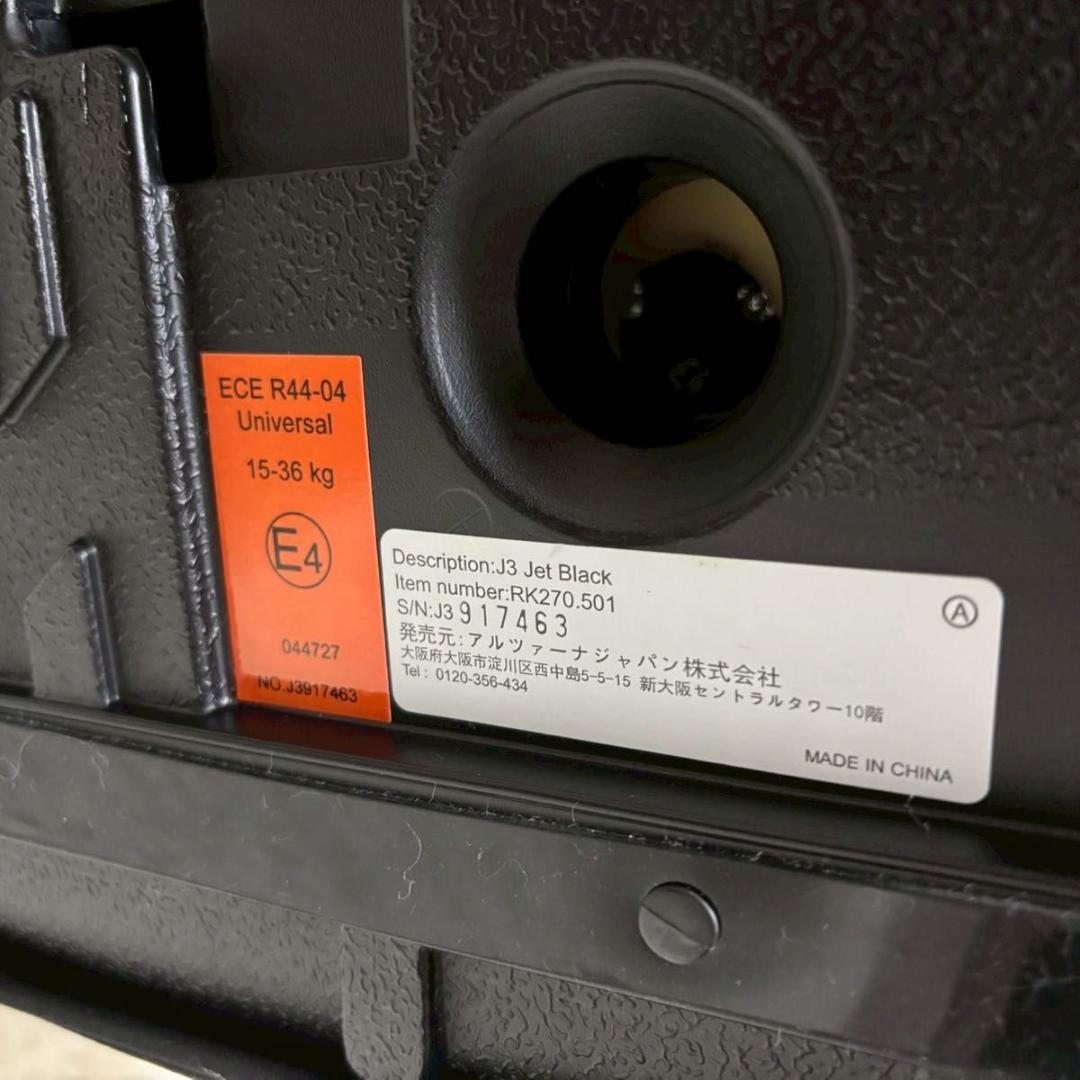 ECE R44-04
Universal
15-36 kg
E4
044727
NO.J3917463
Description:J3 Jet Black
Item number:RK270.501
S/N:J3 917463
発売元:アルツァーナジャパン株式会社
大阪府大阪市淀川区西中島5-5-15 新大阪セントラルタワー10階
Tel: 0120-356-434
A
MADE IN CHINA